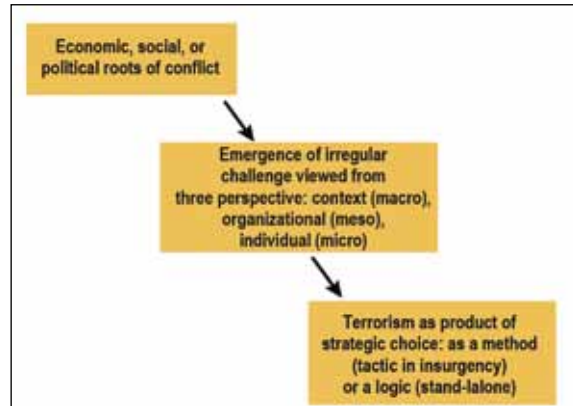 Economic, social, or
political roots of conflict
Emergence of irregular
challenge viewed from
three perspective: context (macro),
organizational (meso),
individual (micro)
Terrorism as product of
strategic choice: as a method
(tactic in insurgency)
or a logic (stand-lalone)